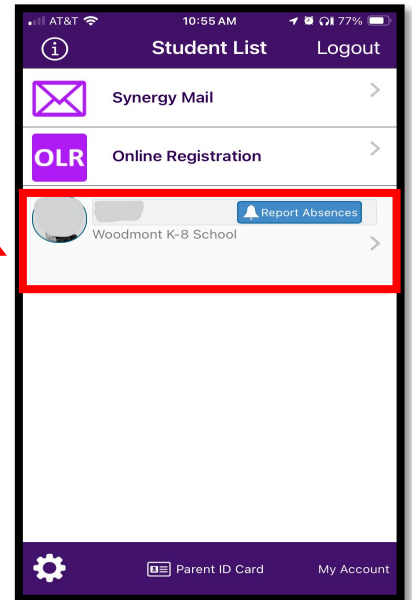 AT&T 10:55 AM 77%
Student List Logout
Synergy Mail
OLR Online Registration
Report Absences
Woodmont K-8 School
Parent ID Card My Account